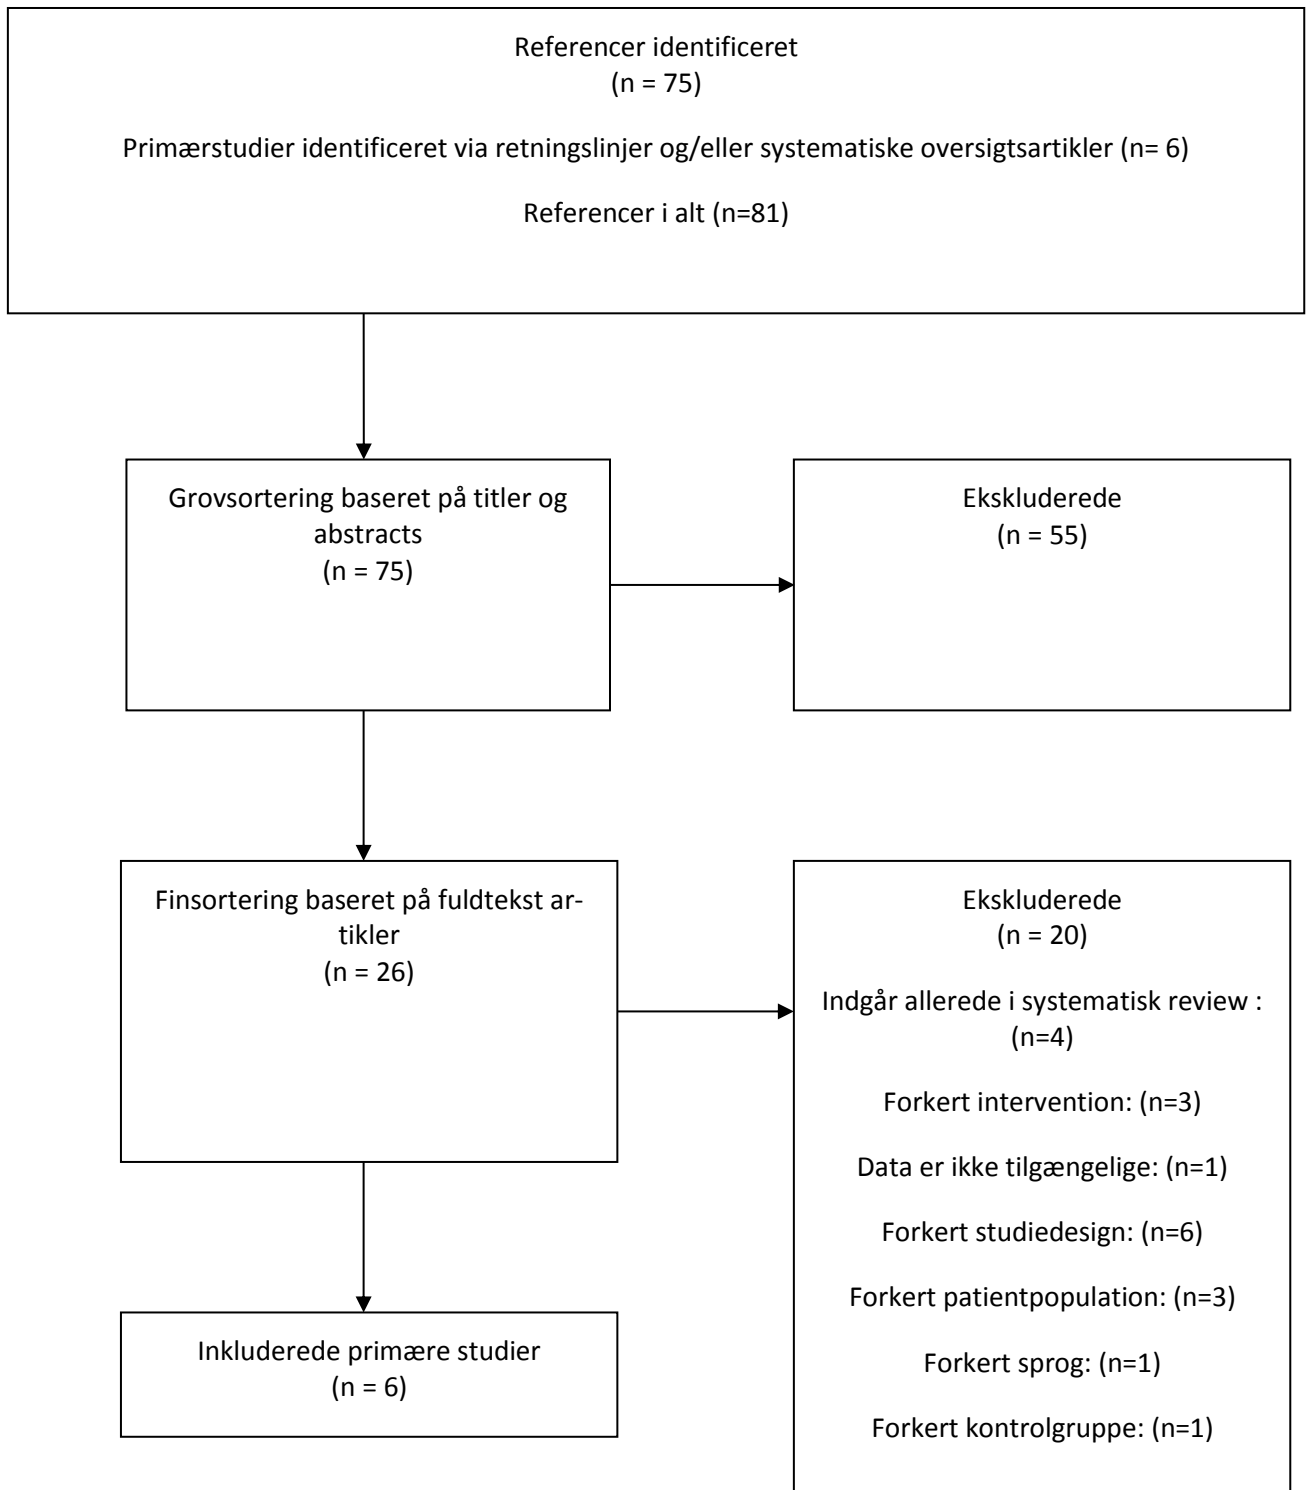 Referencer identificeret
(n = 75)
Primærstudier identificeret via retningslinjer og/eller systematiske oversigtsartikler (n= 6)
Referencer i alt (n=81)
Grovsortering baseret på titler og
abstracts
(n = 75)
Ekskluderede
(n = 55)
Finsortering baseret på fuldtekst ar-
tikler
(n = 26)
Ekskluderede
(n = 20)
Indgår allerede i systematisk review :
(n=4)
Forkert intervention: (n=3)
Data er ikke tilgængelige: (n=1)
Forkert studiedesign: (n=6)
Forkert patientpopulation: (n=3)
Forkert sprog: (n=1)
Forkert kontrolgruppe: (n=1)
Inkluderede primære studier
(n = 6)